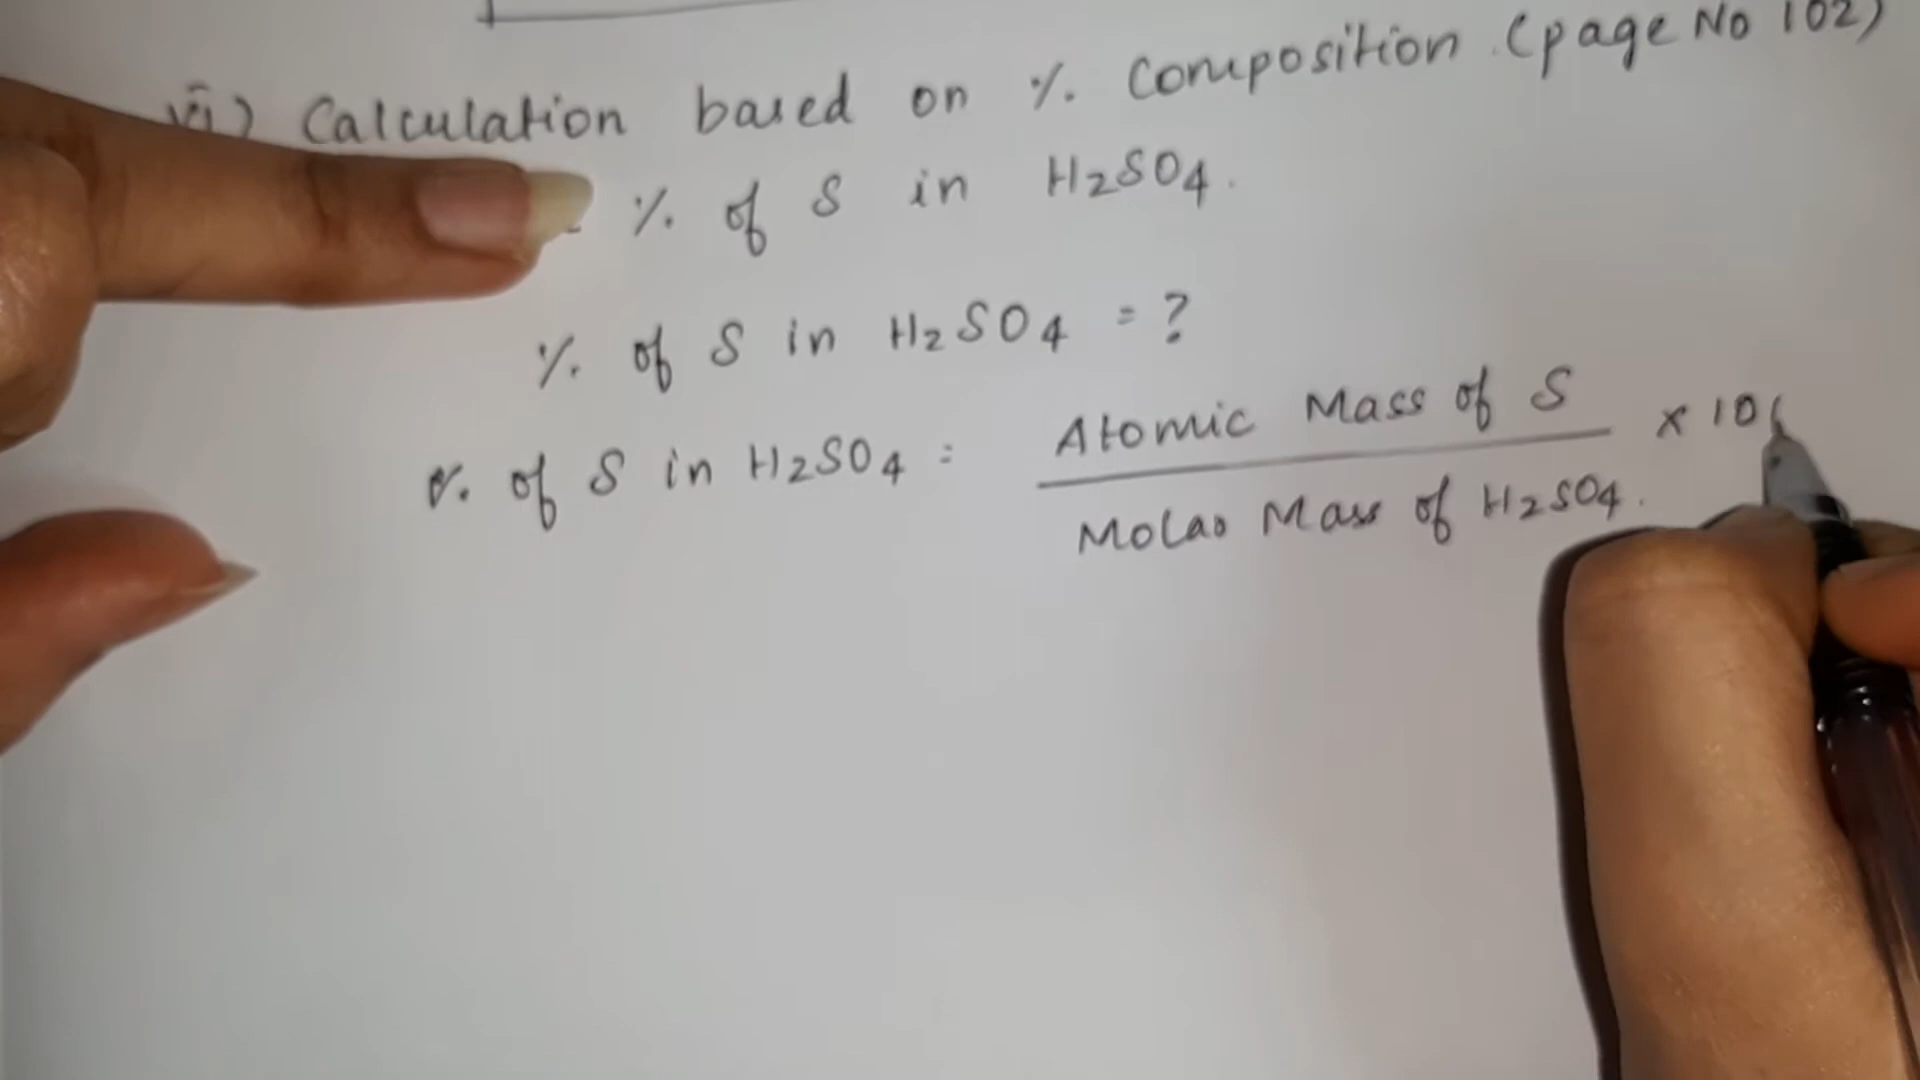 vi) Calculation based on %. Composition. (page No 102)
%. of S in H2SO4.
%. of S in H2SO4 = ?
%. of S in H2SO4 = Atomic Mass of S × 10
Molar Mass of H2SO4.